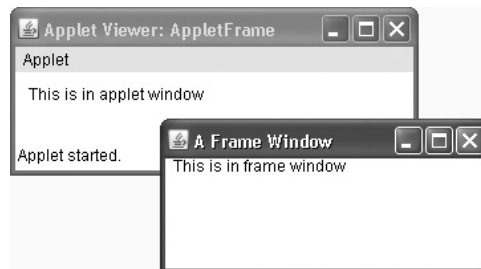 Applet Viewer: AppletFrame
Applet
This is in applet window
Applet started.
A Frame Window
This is in frame window